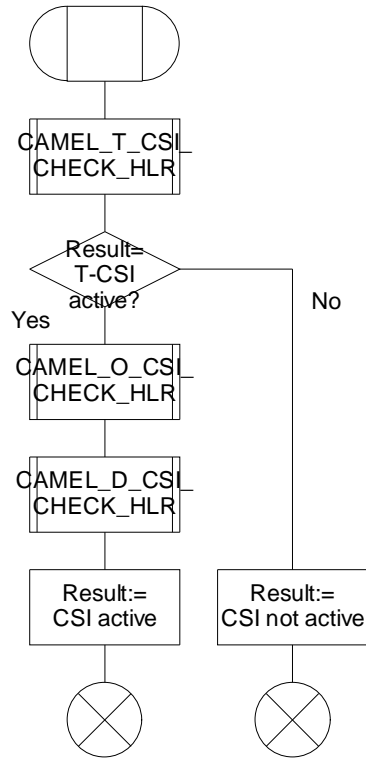 CAMEL_T_CSI_
CHECK_HLR
Result=
T-CSI
active?
Yes
No
CAMEL_O_CSI_
CHECK_HLR
CAMEL_D_CSI_
CHECK_HLR
Result:=
CSI active
Result:=
CSI not active